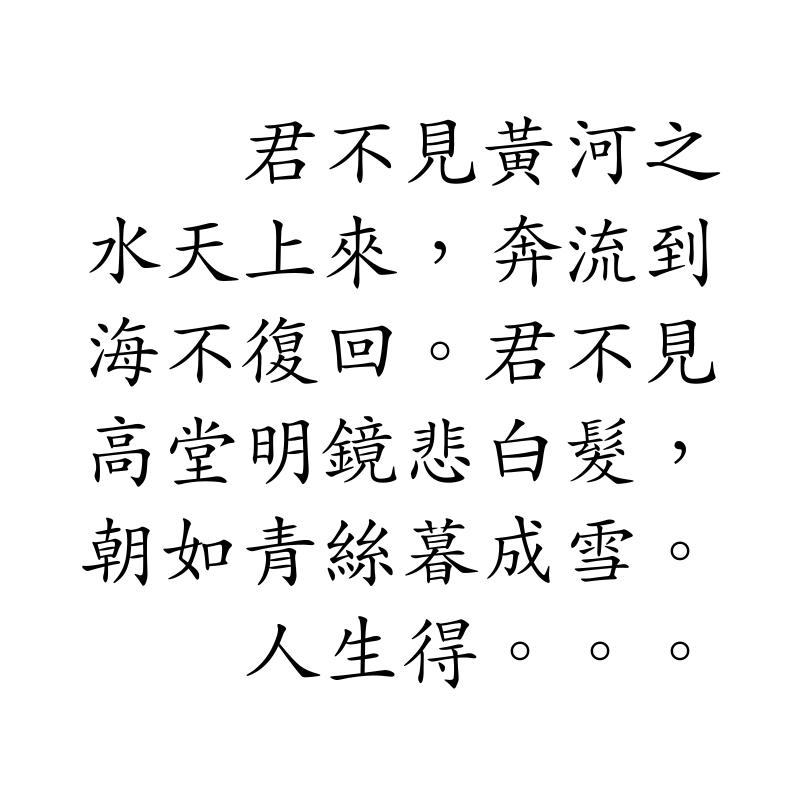 君不見黃河之
水天上來，奔流到
海不復回。君不見
高堂明鏡悲白髮，
朝如青絲暮成雪。
人生得。。。